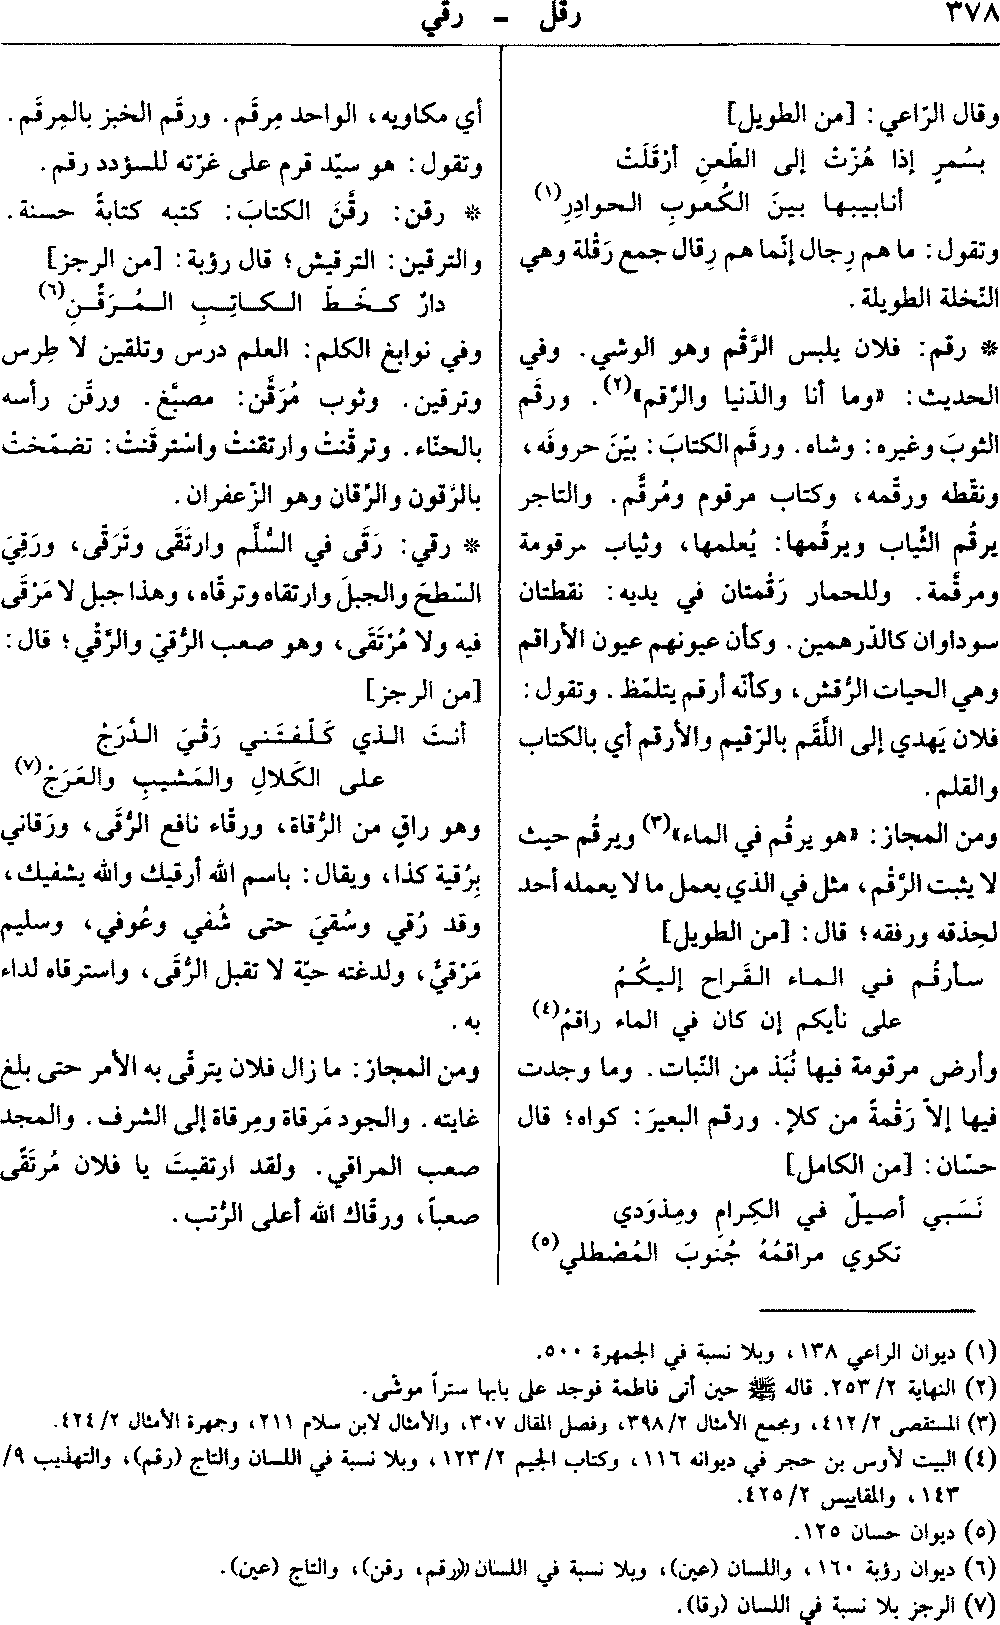 ٣٧٨
رقل - رقي
وقال الرّاعي: [من الطويل]
بسُمرٍ إذا هُزّتْ إلى الطّعنِ أرْقَلَتْ
أنابيبها بينَ الكُعوبِ الحوادِرِ(١)
وتقول: ما هم رِجال إنّما هم رِقال جمع رَقْلة وهي
النّخلة الطويلة.
* رقم: فلان يلبس الرَّقْم وهو الوشي. وفي
الحديث: «وما أنا والدّنيا والرَّقم»(٢). ورقَم
الثوبَ وغيره: وشاه. ورقَم الكتابَ: بيّنَ حروفَه،
ونقّطه ورقّمه، وكتاب مرقوم ومُرقَّم. والتاجر
يرقُم الثِّياب ويرقُمها: يُعلمها، وثياب مرقومة
ومرقَّمة. وللحمار رَقْمتان في يديه: نقطتان
سوداوان كالدّرهمين. وكأن عيونهم عيون الأراقم
وهي الحيات الرُّقش، وكأنّه أرقم يتلمّظ. وتقول:
فلان يَهدي إلى اللَّقَم بالرّقيم والأرقم أي بالكتاب
والقلم.
ومن المجاز: «هو يرقُم في الماء»(٣) ويرقُم حيث
لا يثبت الرَّقْم، مثل في الذي يعمل ما لا يعمله أحد
لحِذقه ورفقه؛ قال: [من الطويل]
سأرقُم في الماء القَراح إليكُمُ
على نأيكم إن كان في الماء راقمُ(٤)
وأرض مرقومة فيها نُبَذ من النّبات. وما وجدت
فيها إلاّ رَقْمةً من كلإ. ورقم البعيرَ: كواه؛ قال
حسّان: [من الكامل]
نَسَبي أصيلٌ في الكِرامِ ومِذوَدي
تكوي مراقمُهُ جُنوبَ المُصْطلي(٥)
أي مكاويه، الواحد مِرقَم. ورقَم الخبز بالمِرقَم.
وتقول: هو سيّد قرم على غرّته للسؤدد رقم.
* رقن: رقَّنَ الكتابَ: كتبه كتابةً حسنة.
والترقين: الترقيش؛ قال رؤبة: [من الرجز]
دارٌ كخَطّ الكاتِبِ المُرَقّنِ(٦)
وفي نوابغ الكلم: العلم درس وتلقين لا طِرس
وترقين. وثوب مُرَقَّن: مصبّغ. ورقّن رأسه
بالحنّاء. وترقّنتْ وارتقنتْ واسْترقَنتْ: تضمّختْ
بالرَّقون والرِّقان وهو الزّعفران.
* رقي: رَقَى في السُّلَّم وارتَقَى وتَرَقّى، ورَقِيَ
السّطحَ والجبلَ وارتقاه وترقّاه، وهذا جبل لا مَرْقَى
فيه ولا مُرْتَقَى، وهو صعب الرُّقيّ والرَّقْي؛ قال:
[من الرجز]
أنتَ الذي كَلّفتَني رَقْيَ الدَّرَجْ
على الكَلالِ والمَشيبِ والعَرَجْ(٧)
وهو راقٍ من الرُّقاة، ورقّاء نافع الرُّقَى، ورَقاني
بِرُقية كذا، ويقال: باسم الله أرقيك والله يشفيك،
وقد رُقي وسُقيَ حتى شُفي وعُوفي، وسليم
مَرْقيٌّ، ولدغته حيّة لا تقبل الرُّقَى، واسترقاه لداء
به.
ومن المجاز: ما زال فلان يترقّى به الأمر حتى بلغ
غايته. والجود مَرقاة ومِرقاة إلى الشرف. والمجد
صعب المراقي. ولقد ارتقيتَ يا فلان مُرتَقًى
صعباً، ورقّاك الله أعلى الرُّتب.
(١) ديوان الراعي ١٣٨، وبلا نسبة في الجمهرة ٥٠٠.
(٢) النهاية ٢/٢٥٣. قاله ﷺ حين أتى فاطمة فوجد على بابها ستراً موشّى.
(٣) المستقصى ٢/٤١٢، ومجمع الأمثال ٢/٣٩٨، وفصل المقال ٣٠٧، والأمثال لابن سلام ٢١١، وجمهرة الأمثال ٢/٤٢٤.
(٤) البيت لأوس بن حجر في ديوانه ١١٦، وكتاب الجيم ٢/١٢٣، وبلا نسبة في اللسان والتاج (رقم)، والتهذيب ٩/
١٤٣، والمقاييس ٢/٤٢٥.
(٥) ديوان حسان ١٢٥.
(٦) ديوان رؤبة ١٦٠، واللسان (عين)، وبلا نسبة في اللسان (رقم، رقن)، والتاج (عين).
(٧) الرجز بلا نسبة في اللسان (رقا).